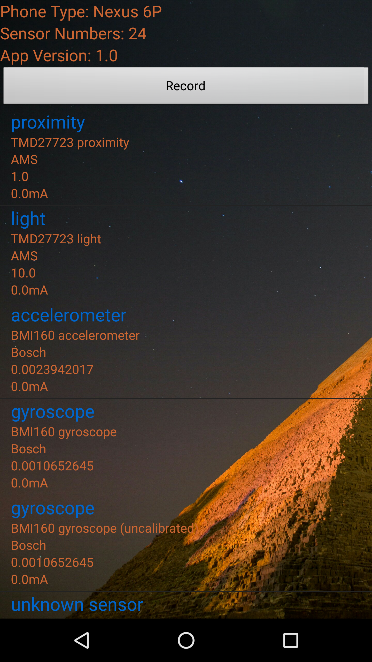 Phone Type: Nexus 6P
Sensor Numbers: 24
App Version: 1.0
Record
proximity
TMD27723 proximity
AMS
1.0
0.0mA
light
TMD27723 light
AMS
10.0
0.0mA
accelerometer
BMI160 accelerometer
Bosch
0.0023942017
0.0mA
gyroscope
BMI160 gyroscope
Bosch
0.0010652645
0.0mA
gyroscope
BMI160 gyroscope (uncalibrated
Bosch
0.0010652645
0.0mA
unknown sensor